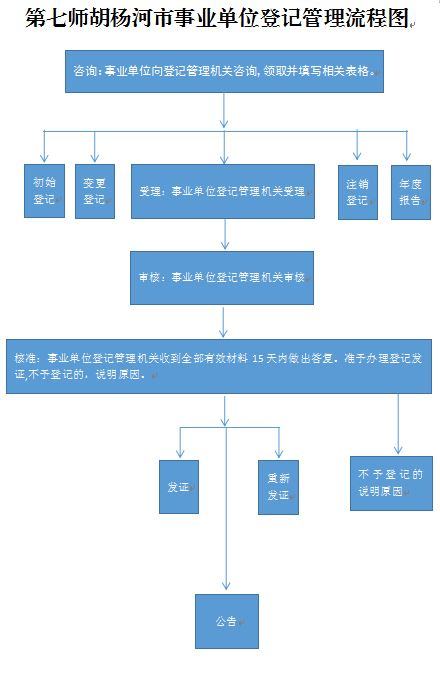 第七师胡杨河市事业单位登记管理流程图
咨询:事业单位向登记管理机关咨询,领取并填写相关表格。
初始
登记
变更
登记
受理：事业单位登记管理机关受理
注销
登记
年度
报告
审核：事业单位登记管理机关审核
核准：事业单位登记管理机关收到全部有效材料 15 天内做出答复。准予办理登记发
证,不予登记的，说明原因。
发证
重新
发证
不予登记的
说明原因
公告